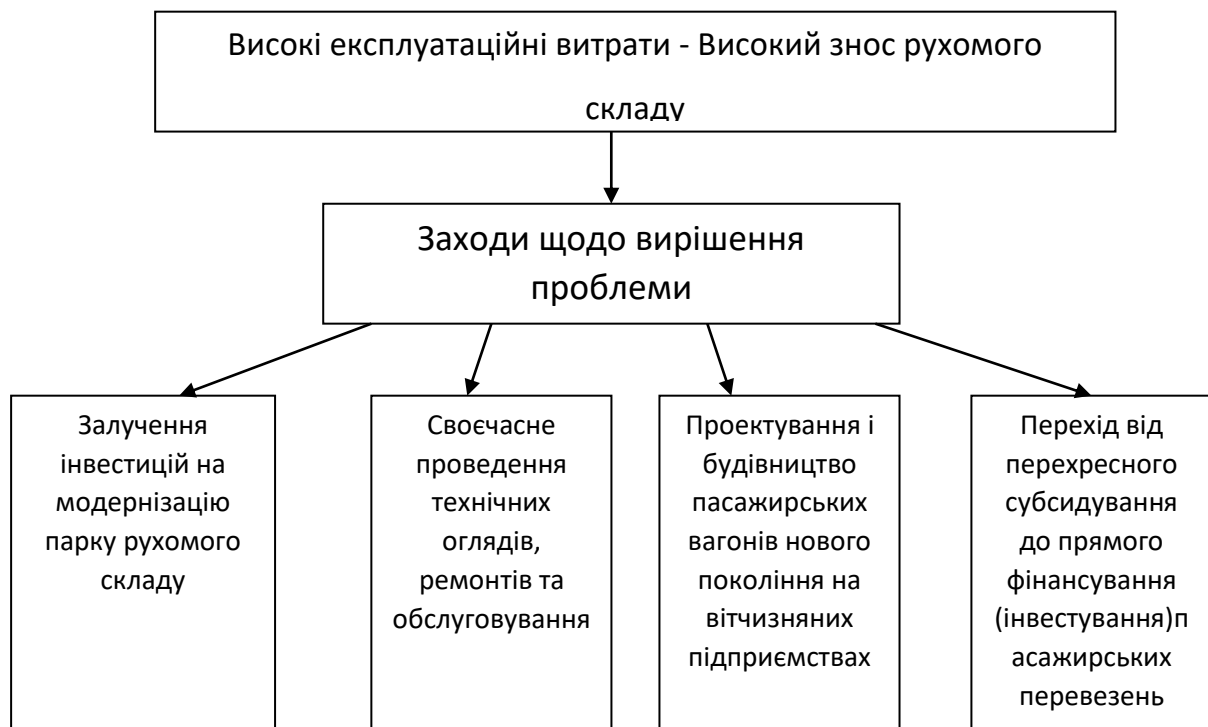 Високі експлуатаційні витрати - Високий знос рухомого
складу
Заходи щодо вирішення
проблеми
Залучення
інвестицій на
модернізацію
парку рухомого
складу
Своєчасне
проведення
технічних
оглядів,
ремонтів та
обслуговування
Проектування і
будівництво
пасажирських
вагонів нового
покоління на
вітчизняних
підприємствах
Перехід від
перехресного
субсидування
до прямого
фінансування
(інвестування)п
асажирських
перевезень